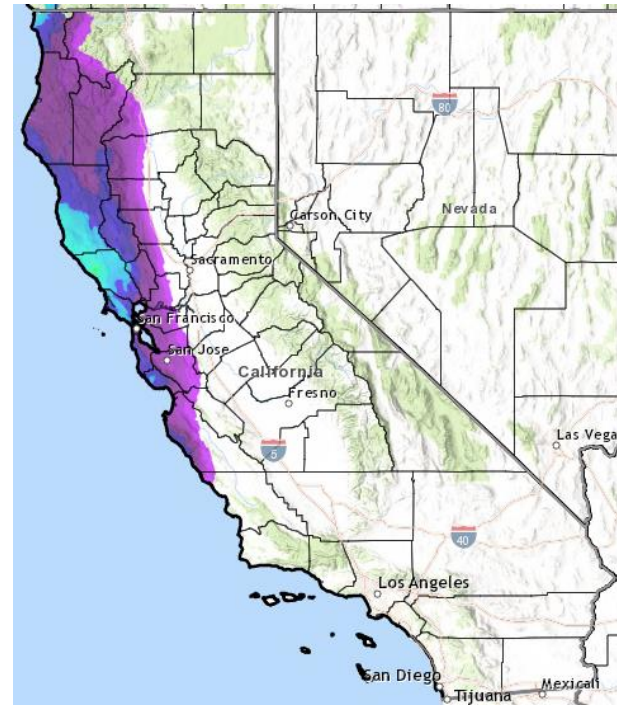 80
Carson City
Nevada
Sacramento
San Francisco
San Jose
California
Fresno
Las Vega
5
40
Los Angeles
San Diego
Tijuana
Mexicali